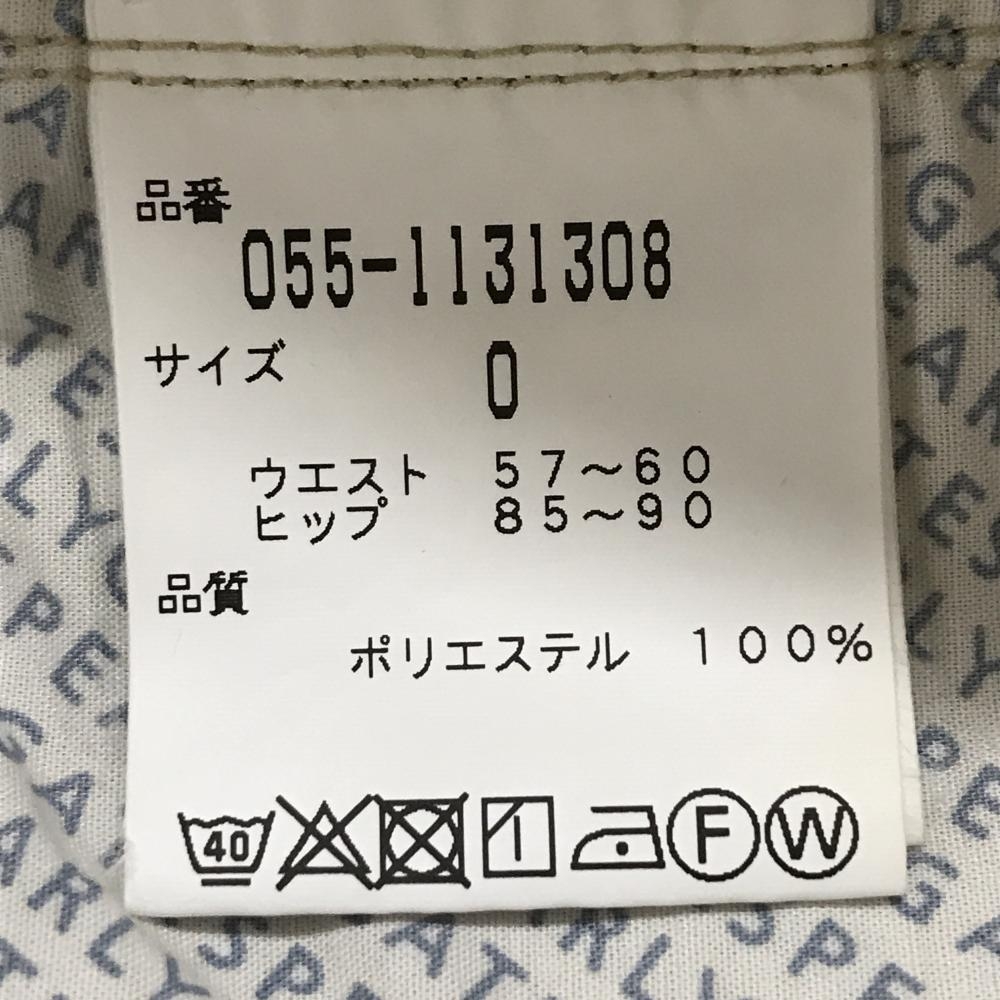 品番
055-1131308
サイズ 0
ウエスト 57〜60
ヒップ 85〜90
品質
ポリエステル 100%
40 F W